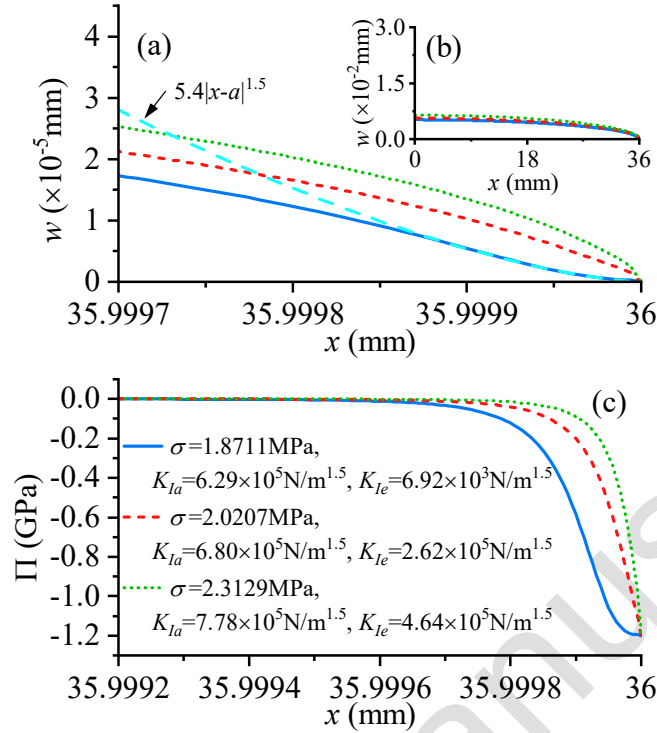 (a)
(b)
5.4|x-a|^1.5
w (×10^-5mm)
4
3
2
1
0
35.9997
35.9998
35.9999
36
x (mm)
w (×10^-2mm)
3.0
1.5
0.0
0
18
36
x (mm)
(c)
Π (GPa)
0.0
-0.2
-0.4
-0.6
-0.8
-1.0
-1.2
σ=1.8711MPa,
K_Ia=6.29×10^5N/m^1.5, K_Ie=6.92×10^3N/m^1.5
σ=2.0207MPa,
K_Ia=6.80×10^5N/m^1.5, K_Ie=2.62×10^5N/m^1.5
σ=2.3129MPa,
K_Ia=7.78×10^5N/m^1.5, K_Ie=4.64×10^5N/m^1.5
35.9992
35.9994
35.9996
35.9998
36
x (mm)
anus